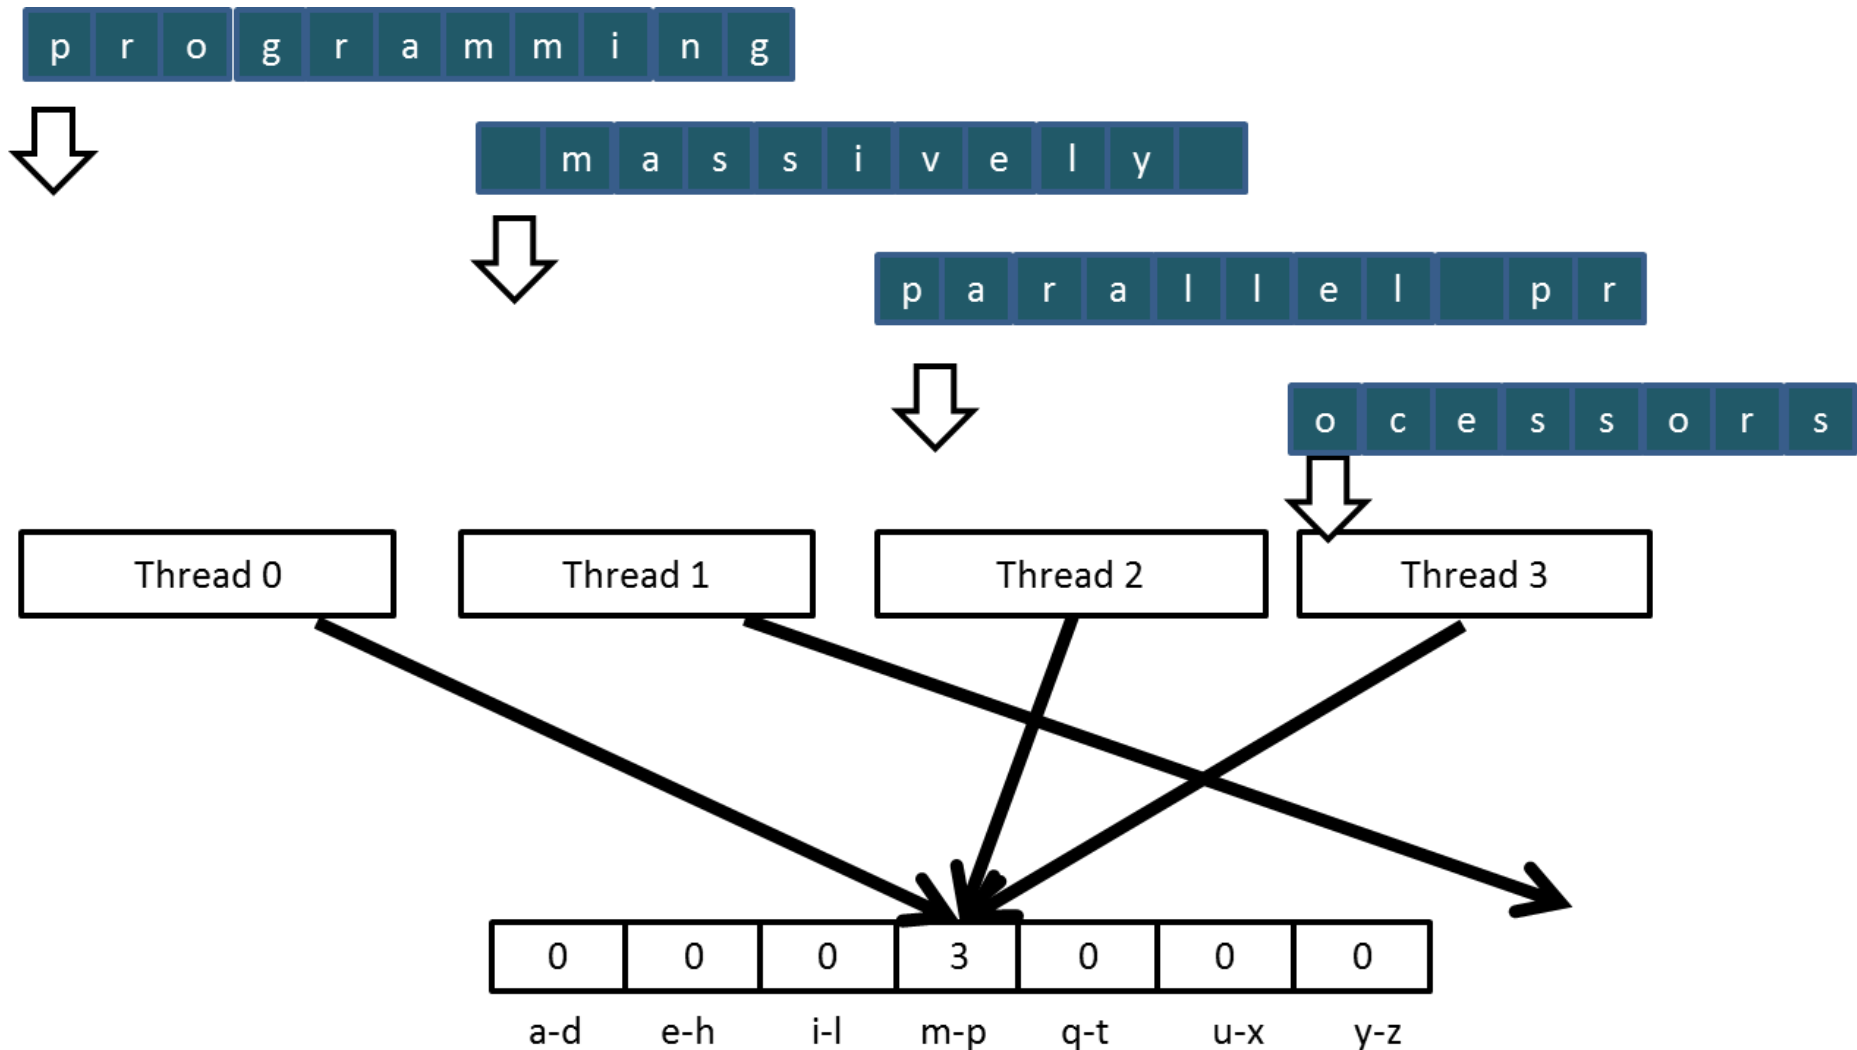 p r o g r a m m i n g
m a s s i v e l y
p a r a l l e l p r
o c e s s o r s
Thread 0 Thread 1 Thread 2 Thread 3
0 0 0 3 0 0 0
a-d e-h i-l m-p q-t u-x y-z